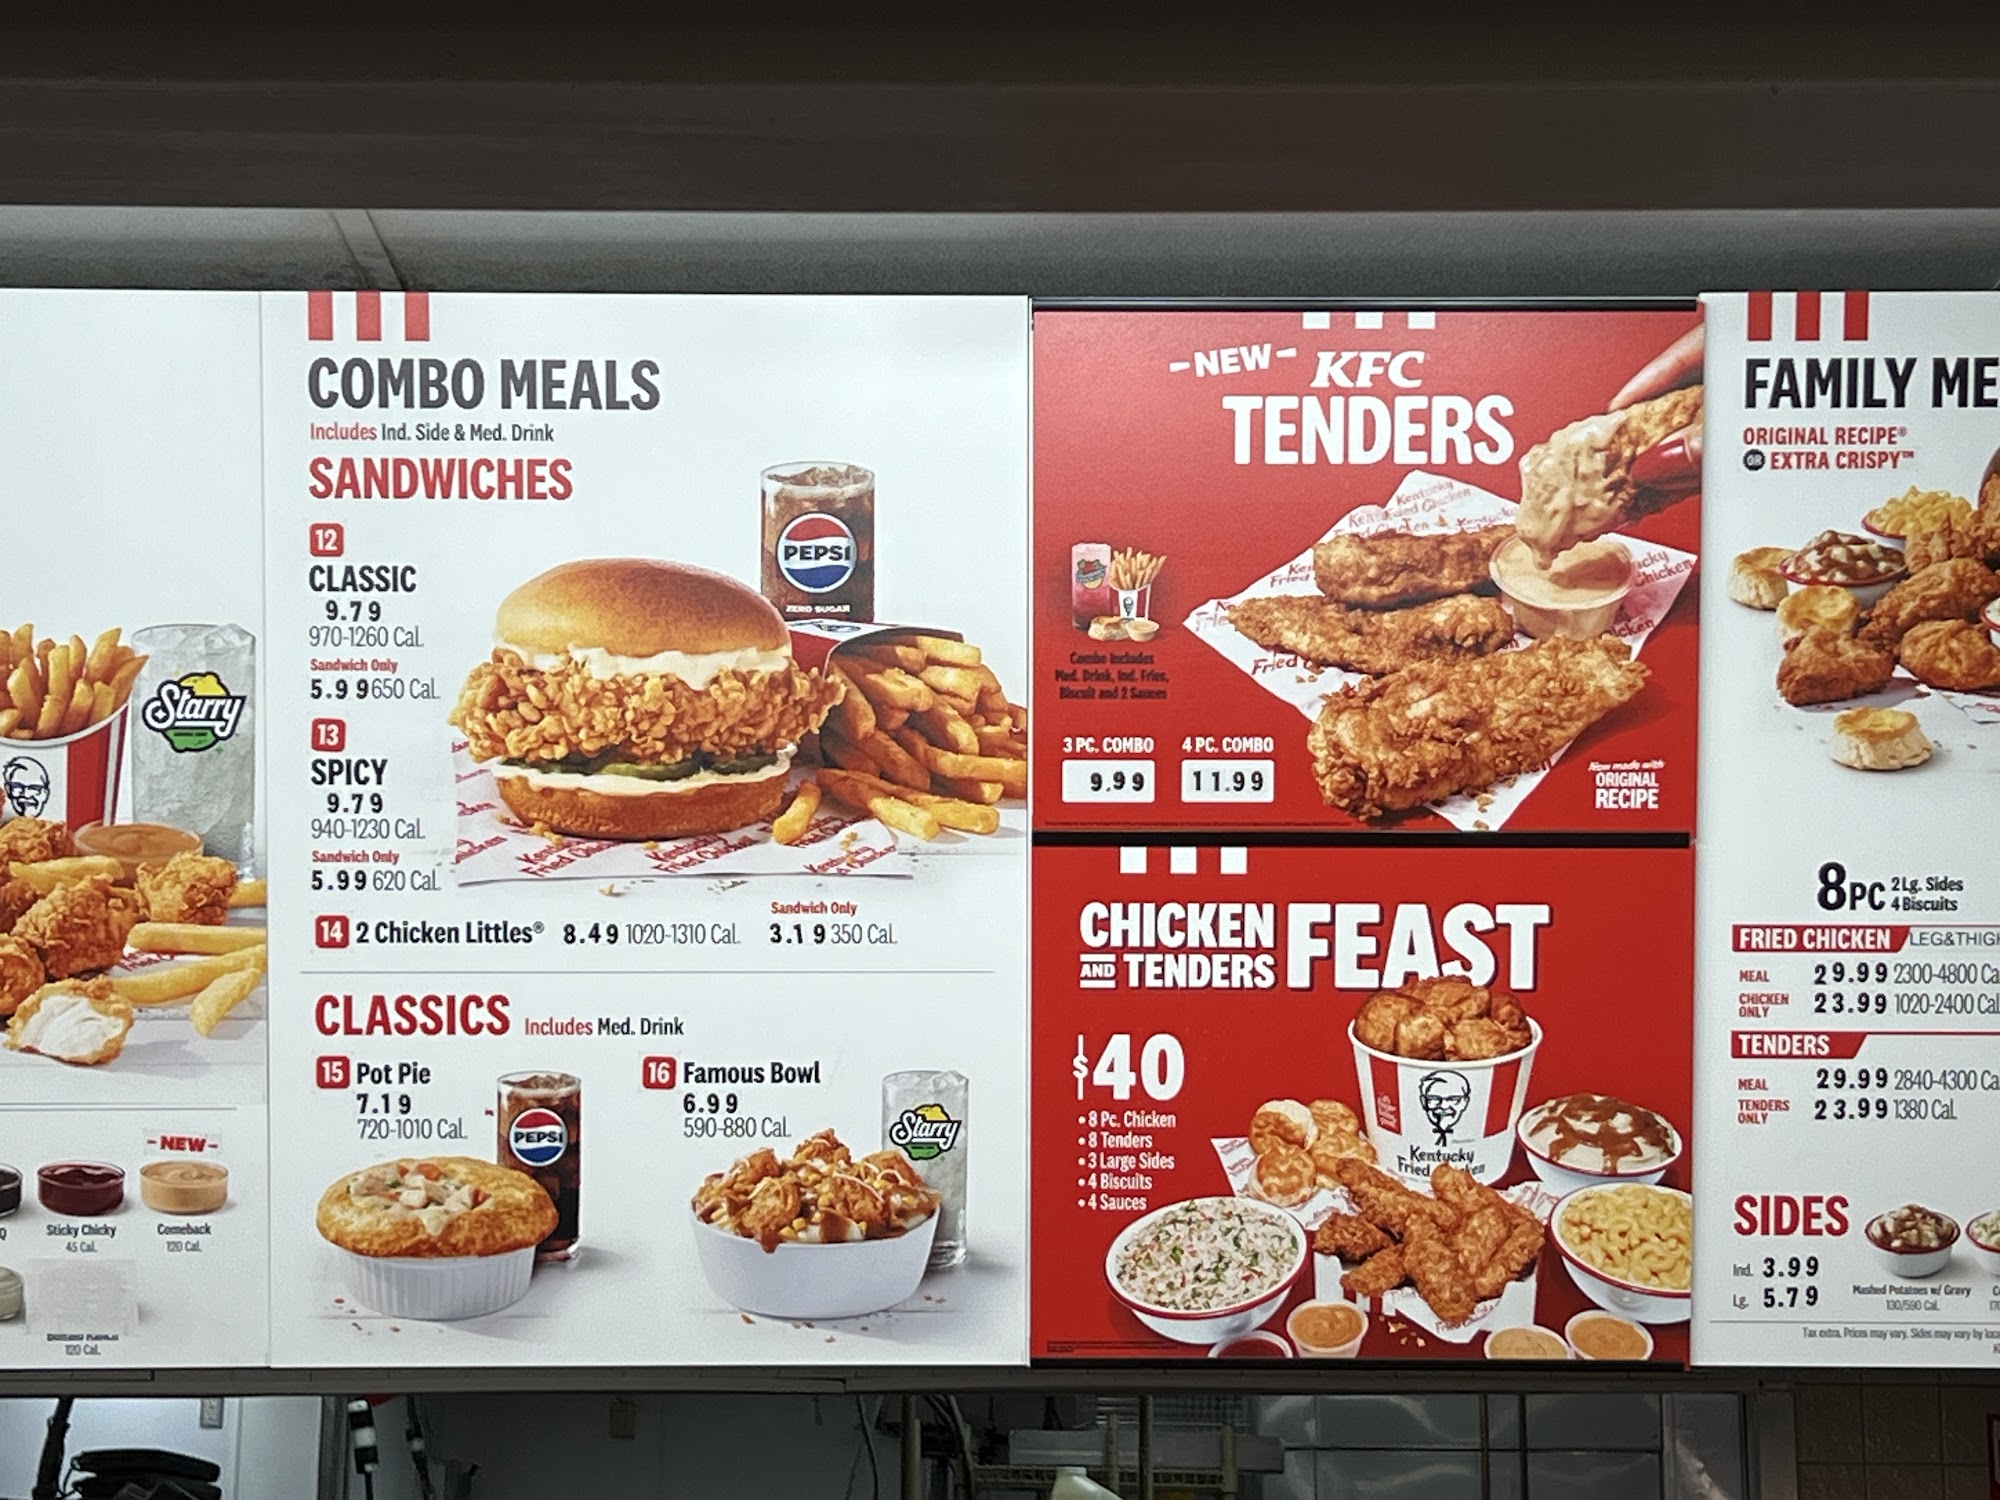 Starry
NEW
Sticky Chicky
45 Cal.
Comeback
120 Cal.
120 Cal.
COMBO MEALS
Includes Ind. Side & Med. Drink
SANDWICHES
12
CLASSIC
9.79
970-1260 Cal.
Sandwich Only
5.99 650 Cal.
13
SPICY
9.79
940-1230 Cal.
Sandwich Only
5.99 620 Cal.
PEPSI
ZERO SUGAR
Sandwich Only
14 2 Chicken Littles® 8.49 1020-1310 Cal. 3.19 350 Cal.
CLASSICS Includes Med. Drink
15 Pot Pie
7.19
720-1010 Cal.
PEPSI
16 Famous Bowl
6.99
590-880 Cal.
Starry
-NEW- KFC
TENDERS
Combo Includes
Med. Drink, Ind. Fries,
Biscuit and 2 Sauces
3 PC. COMBO 4 PC. COMBO
9.99 11.99
Kentucky
Fried Chicken
Now made with
ORIGINAL
RECIPE
CHICKEN
AND TENDERS
FEAST
$40
• 8 Pc. Chicken
• 8 Tenders
• 3 Large Sides
• 4 Biscuits
• 4 Sauces
Kentucky
Fried
FAMILY ME
ORIGINAL RECIPE®
OR EXTRA CRISPY™
8PC 2 Lg. Sides
4 Biscuits
FRIED CHICKEN LEG&THIGH
MEAL 29.99 2300-4800 Ca
CHICKEN ONLY 23.99 1020-2400 Cal.
TENDERS
MEAL 29.99 2840-4300 Ca
TENDERS ONLY 23.99 1380 Cal.
SIDES
Ind. 3.99
Lg. 5.79
Mashed Potatoes w/ Gravy
130/590 Cal.
Tax extra. Prices may vary. Sides may vary by loca